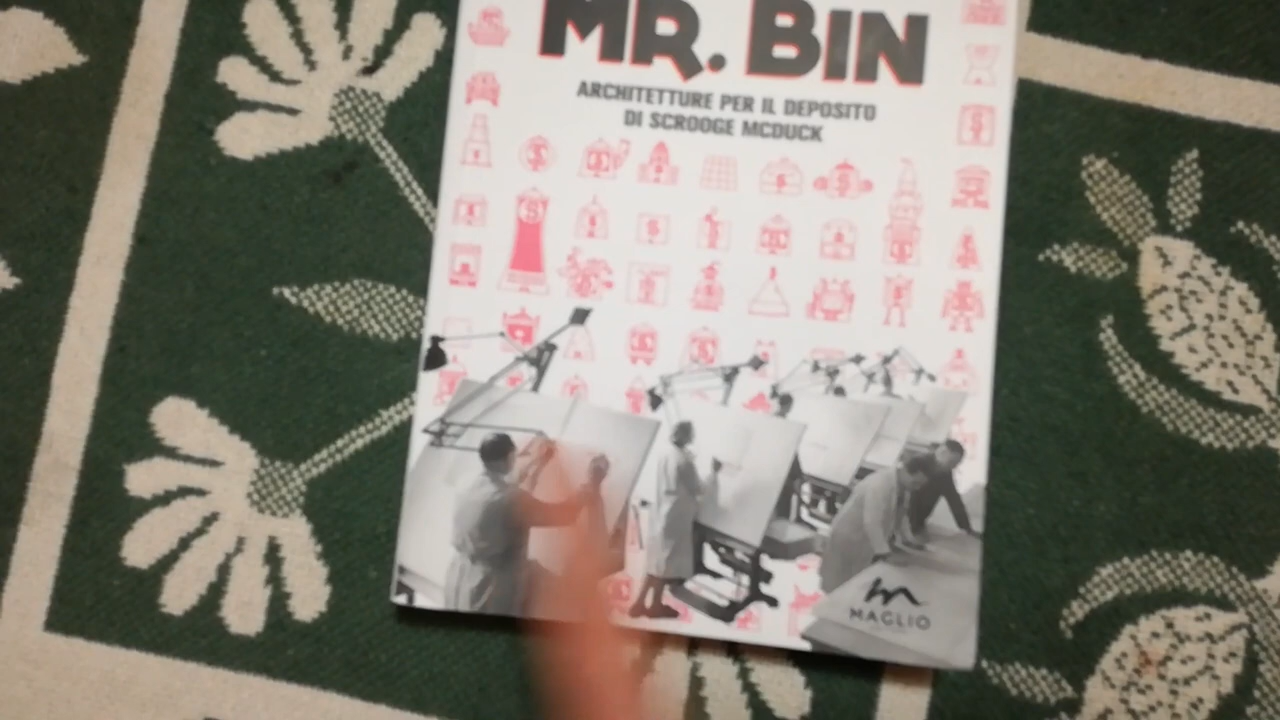 MR. BIN
ARCHITETTURE PER IL DEPOSITO
DI SCROOGE MCDUCK
MAGLIO